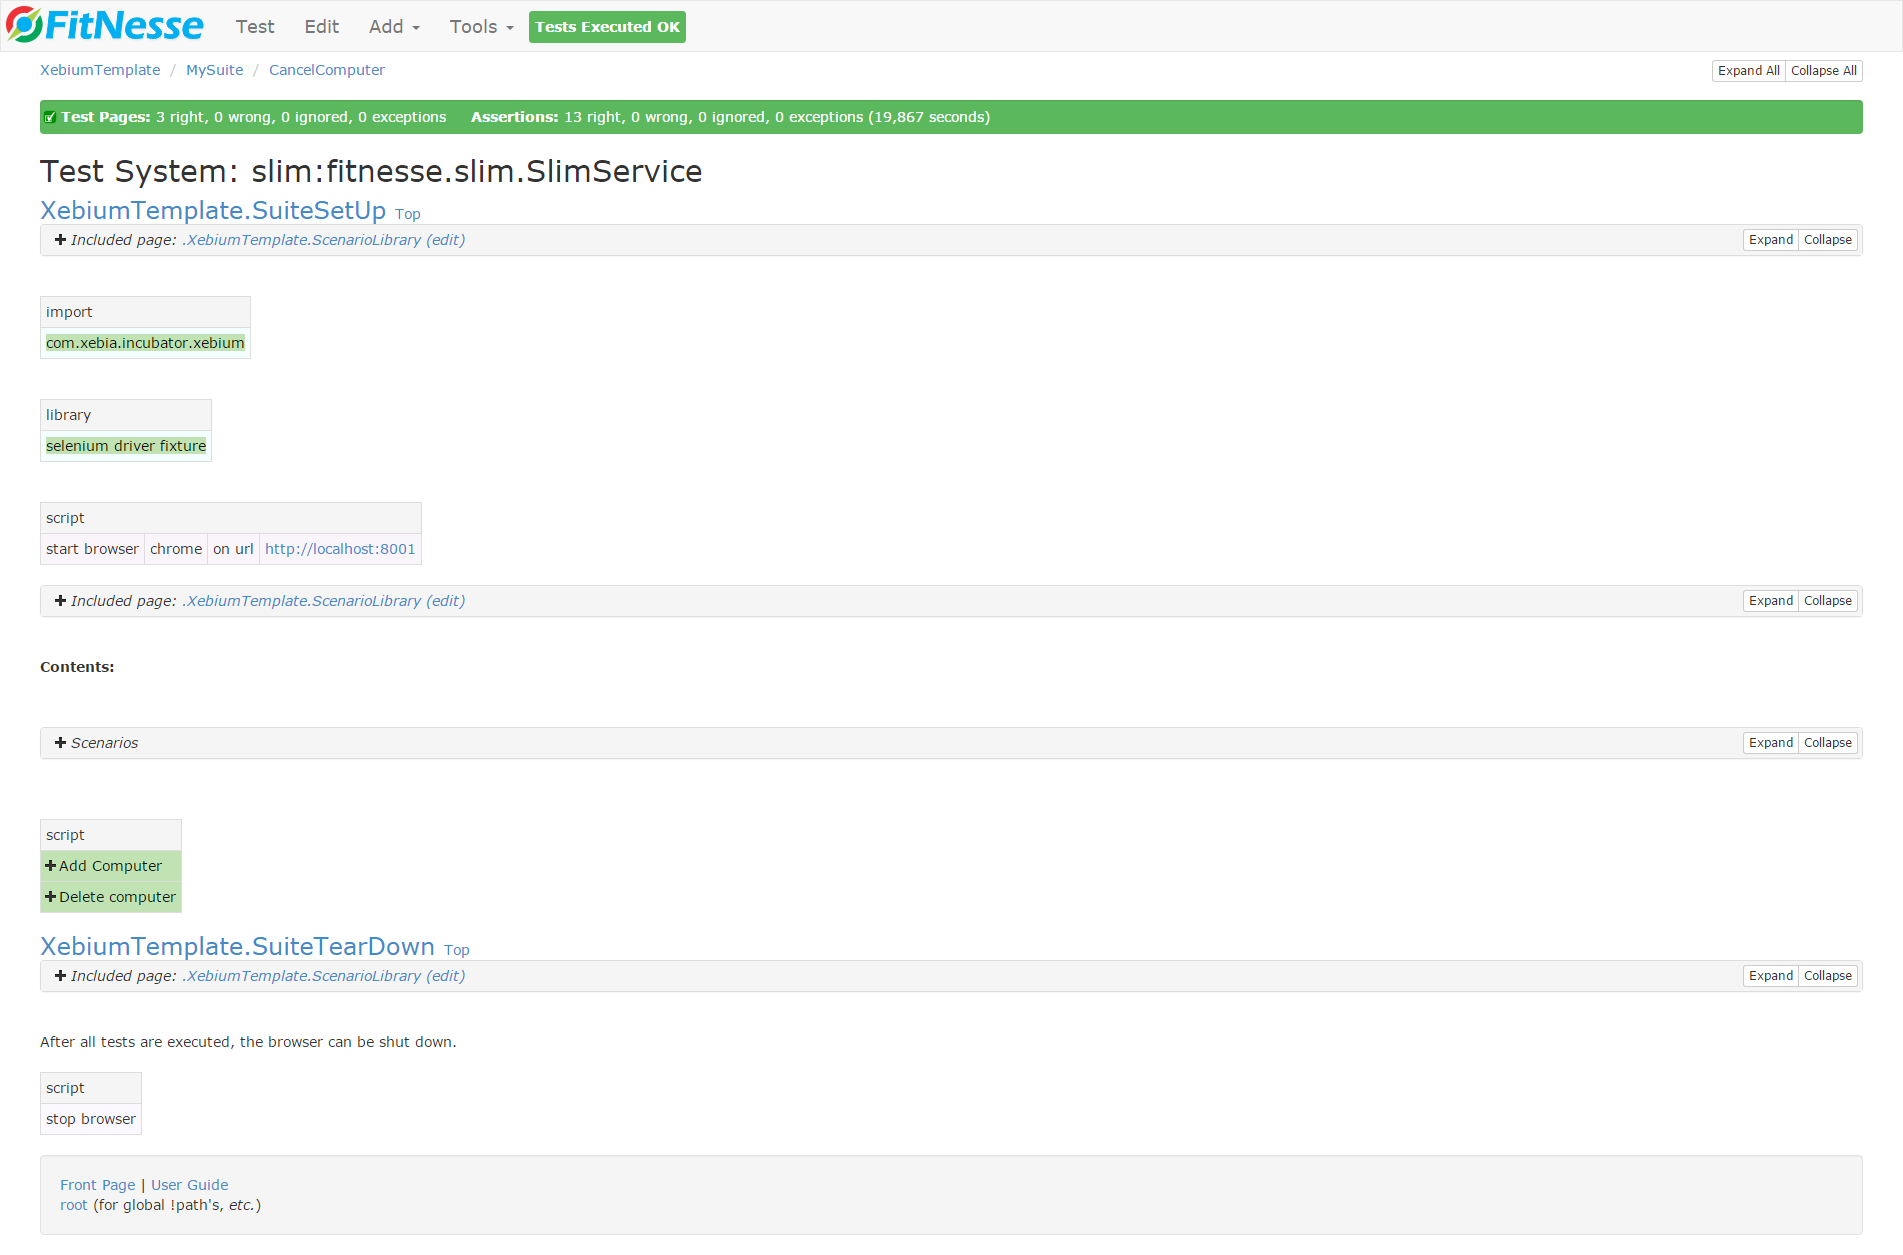 FitNesse Test Edit Add Tools Tests Executed OK
XebiumTemplate / MySuite / CancelComputer Expand All Collapse All
Test Pages: 3 right, 0 wrong, 0 ignored, 0 exceptions Assertions: 13 right, 0 wrong, 0 ignored, 0 exceptions (19,867 seconds)
Test System: slim:fitnesse.slim.SlimService
XebiumTemplate.SuiteSetUp Top
Included page: .XebiumTemplate.ScenarioLibrary (edit) Expand Collapse
import
com.xebia.incubator.xebium
library
selenium driver fixture
script
start browser chrome on url http://localhost:8001
Included page: .XebiumTemplate.ScenarioLibrary (edit) Expand Collapse
Contents:
Scenarios Expand Collapse
script
Add Computer
Delete computer
XebiumTemplate.SuiteTearDown Top
Included page: .XebiumTemplate.ScenarioLibrary (edit) Expand Collapse
After all tests are executed, the browser can be shut down.
script
stop browser
Front Page | User Guide
root (for global !path's, etc.)